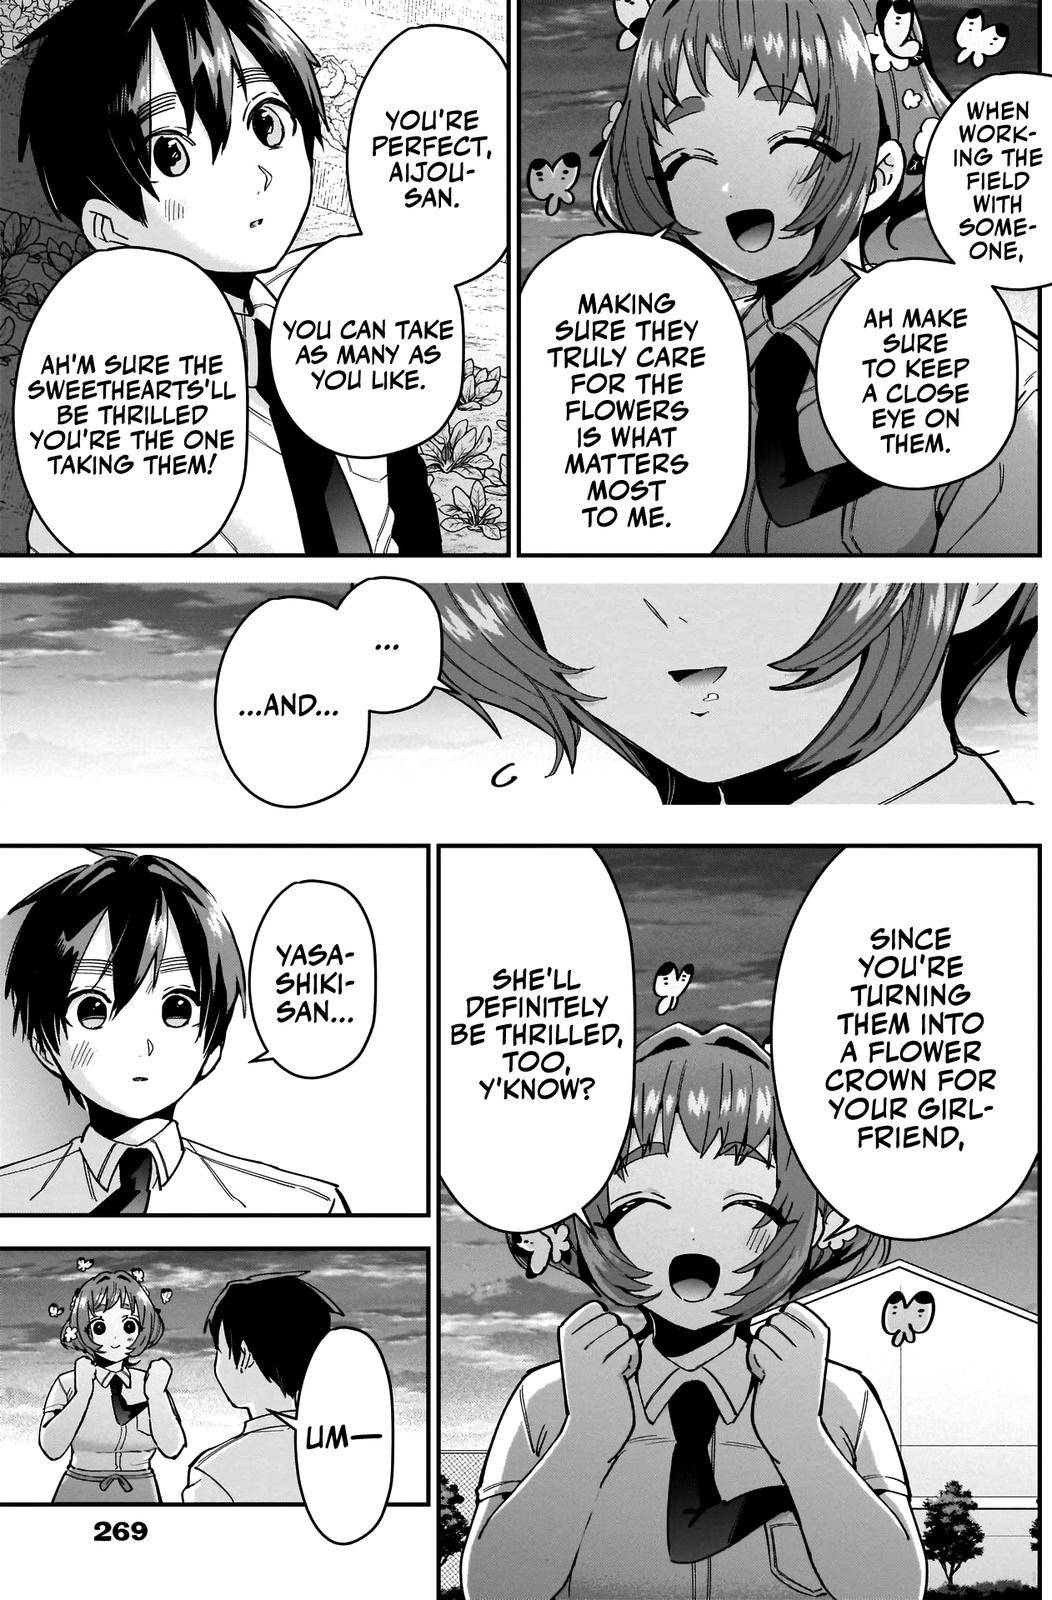 WHEN
WORK-
ING THE
FIELD
WITH
SOME-
ONE,
AH MAKE
SURE
TO KEEP
A CLOSE
EYE ON
THEM.
MAKING
SURE THEY
TRULY CARE
FOR THE
FLOWERS
IS WHAT
MATTERS
MOST
TO ME.
YOU'RE
PERFECT,
AIJOU-
SAN.
YOU CAN TAKE
AS MANY AS
YOU LIKE.
AH'M SURE THE
SWEETHEARTS'LL
BE THRILLED
YOU'RE THE ONE
TAKING THEM!
...
...AND...
SINCE
YOU'RE
TURNING
THEM INTO
A FLOWER
CROWN FOR
YOUR GIRL-
FRIEND,
SHE'LL
DEFINITELY
BE THRILLED,
TOO,
Y'KNOW?
YASA-
SHIKI-
SAN...
UM—
269